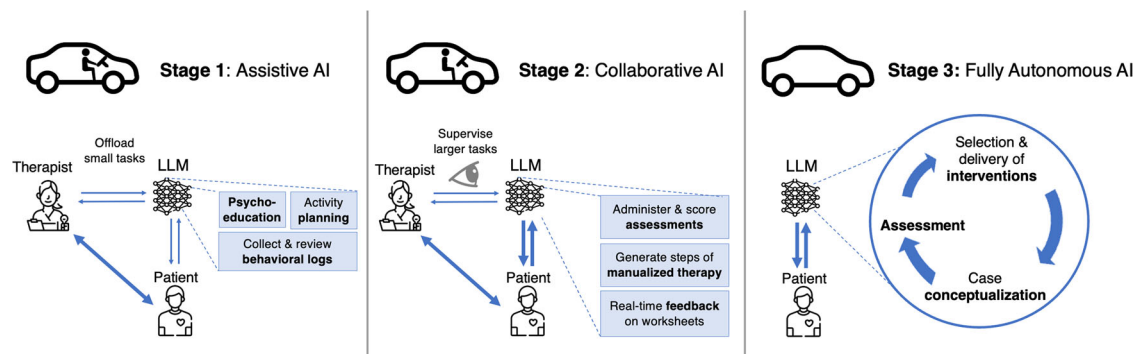 Stage 1: Assistive AI
Offload
small tasks
Therapist
LLM
Psycho-
education
Activity
planning
Collect & review
behavioral logs
Patient
Stage 2: Collaborative AI
Supervise
larger tasks
Therapist
LLM
Administer & score
assessments
Generate steps of
manualized therapy
Real-time feedback
on worksheets
Patient
Stage 3: Fully Autonomous AI
LLM
Patient
Selection &
delivery of
interventions
Assessment
Case
conceptualization